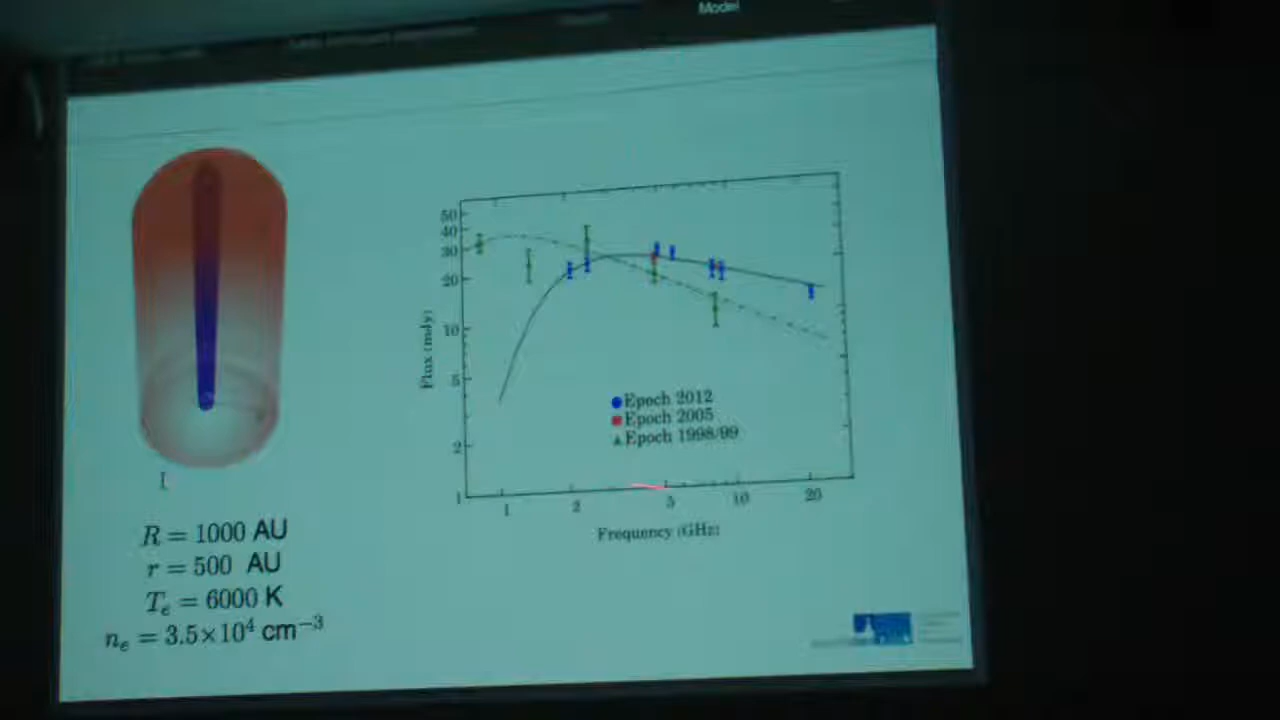 Model
50
40
30
20
10
5
2
1
Flux (mJy)
Epoch 2012
Epoch 2005
Epoch 1998/99
1 2 5 10 20
Frequency (GHz)
R = 1000 AU
r = 500 AU
Tₑ = 6000 K
nₑ = 3.5×10⁴ cm⁻³